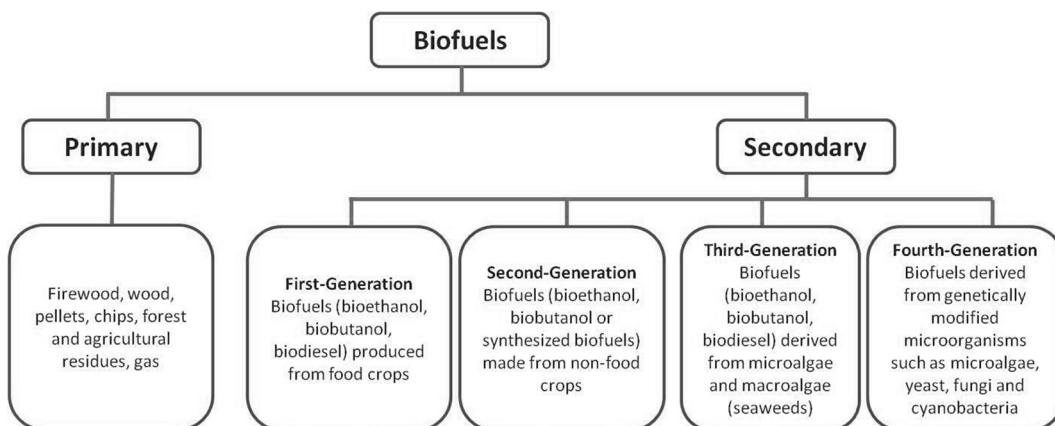 Biofuels
Primary
Secondary
Firewood, wood,
pellets, chips, forest
and agricultural
residues, gas
First-Generation
Biofuels (bioethanol,
biobutanol,
biodiesel) produced
from food crops
Second-Generation
Biofuels (bioethanol,
biobutanol or
synthesized biofuels)
made from non-food
crops
Third-Generation
Biofuels
(bioethanol,
biobutanol,
biodiesel) derived
from microalgae
and macroalgae
(seaweeds)
Fourth-Generation
Biofuels derived
from genetically
modified
microorganisms
such as microalgae,
yeast, fungi and
cyanobacteria